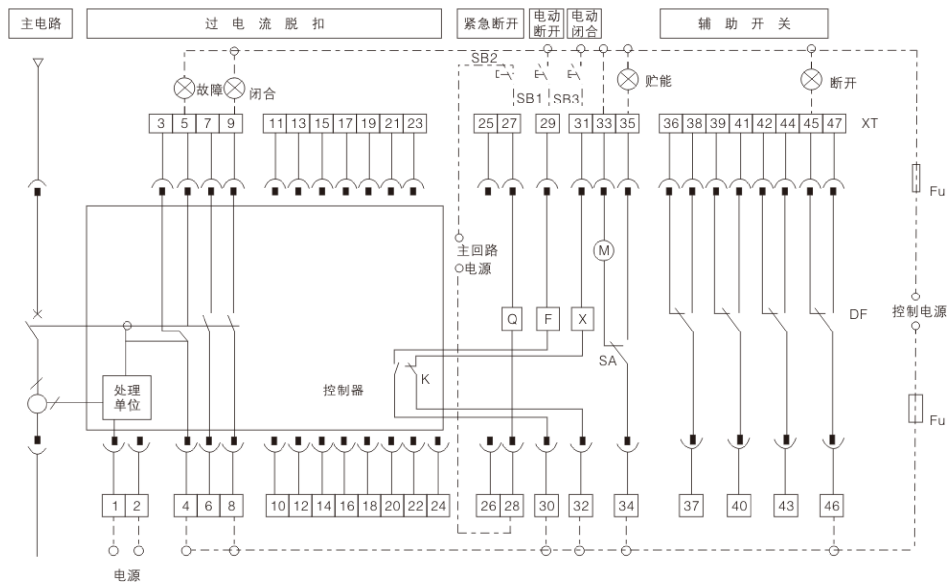 主电路
过电流脱扣
紧急断开
电动断开
电动闭合
辅助开关
SB2
故障
闭合
SB1
SB3
贮能
断开
3 5 7 9
11 13 15 17 19 21 23
25 27
29
31 33 35
36 38 39 41 42 44 45 47
XT
Fu
主回路
电源
M
Q
F
X
DF
控制电源
SA
K
处理单位
控制器
Fu
1 2
4 6 8
10 12 14 16 18 20 22 24
26 28
30
32
34
37
40
43
46
电源